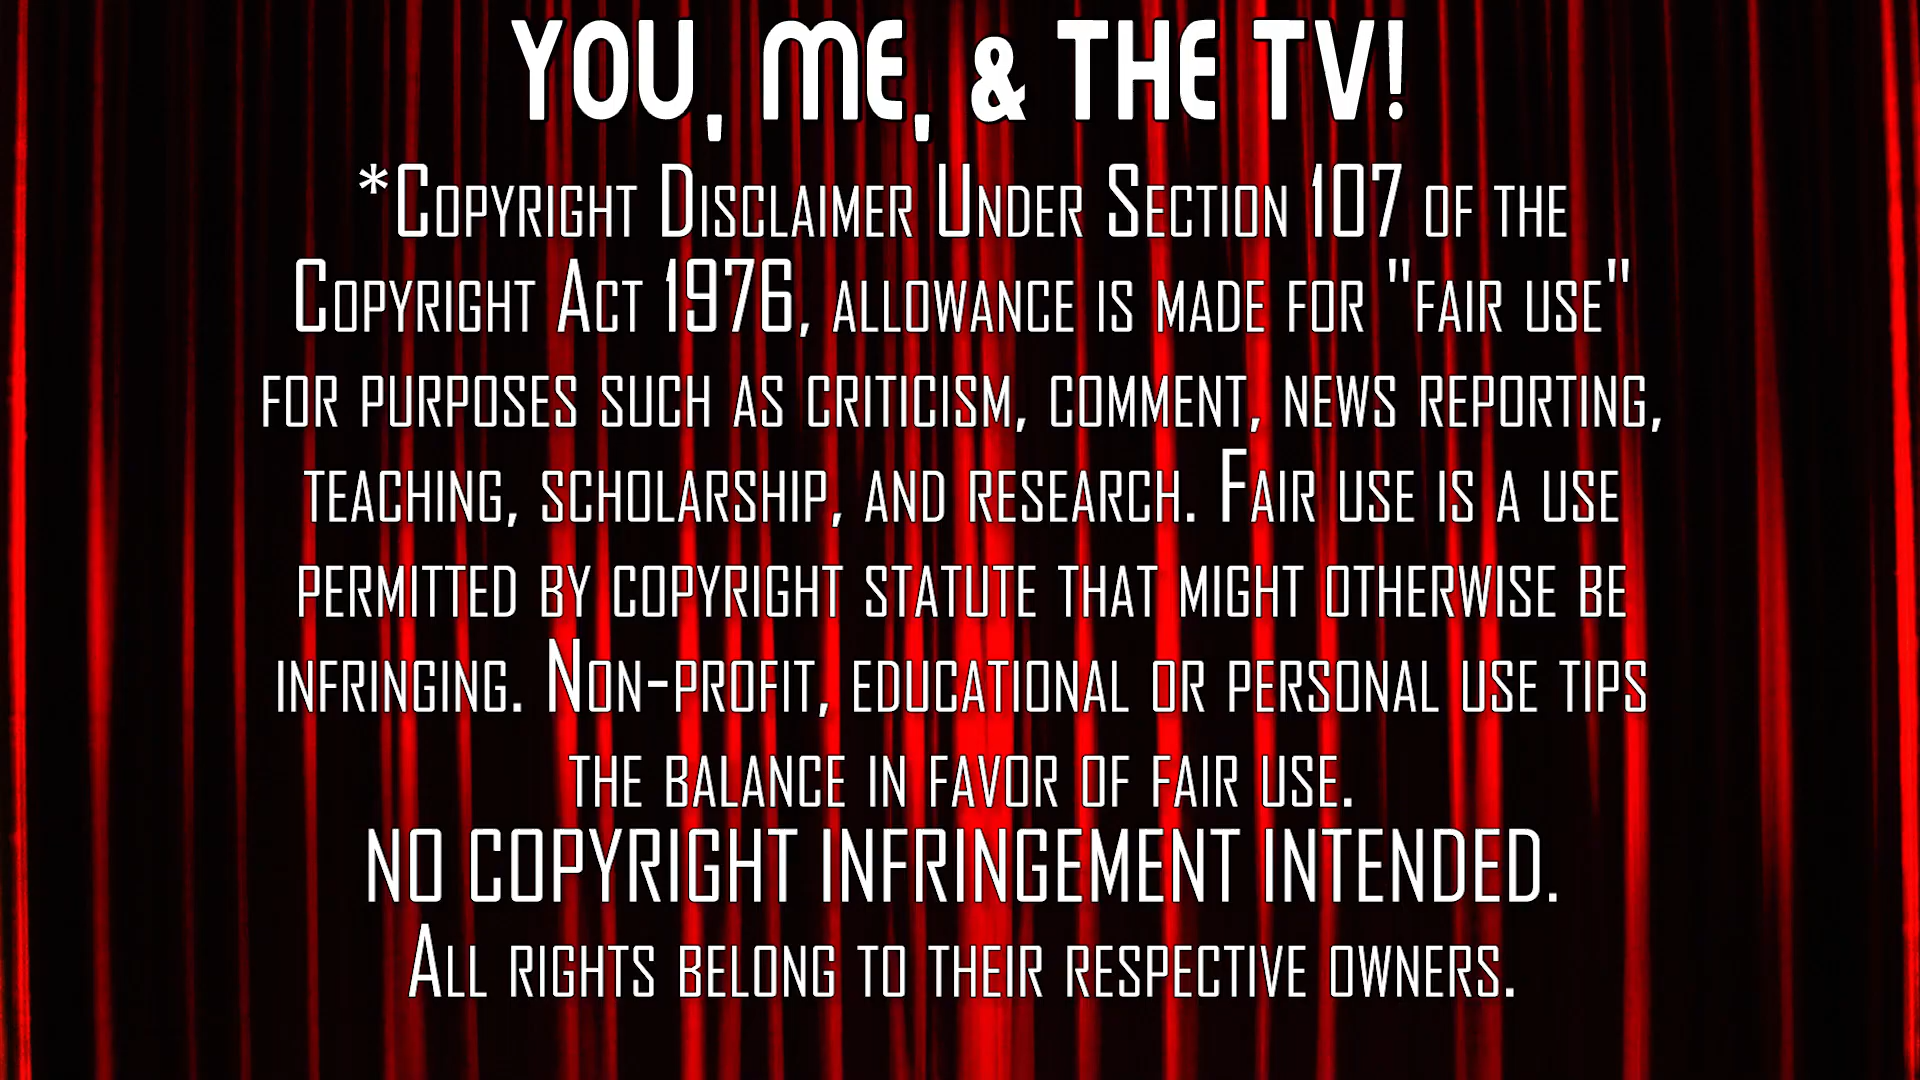 YOU, ME, & THE TV!
*Copyright Disclaimer Under Section 107 of the
Copyright Act 1976, allowance is made for "fair use"
for purposes such as criticism, comment, news reporting,
teaching, scholarship, and research. Fair use is a use
permitted by copyright statute that might otherwise be
infringing. Non-profit, educational or personal use tips
the balance in favor of fair use.
NO COPYRIGHT INFRINGEMENT INTENDED.
All rights belong to their respective owners.